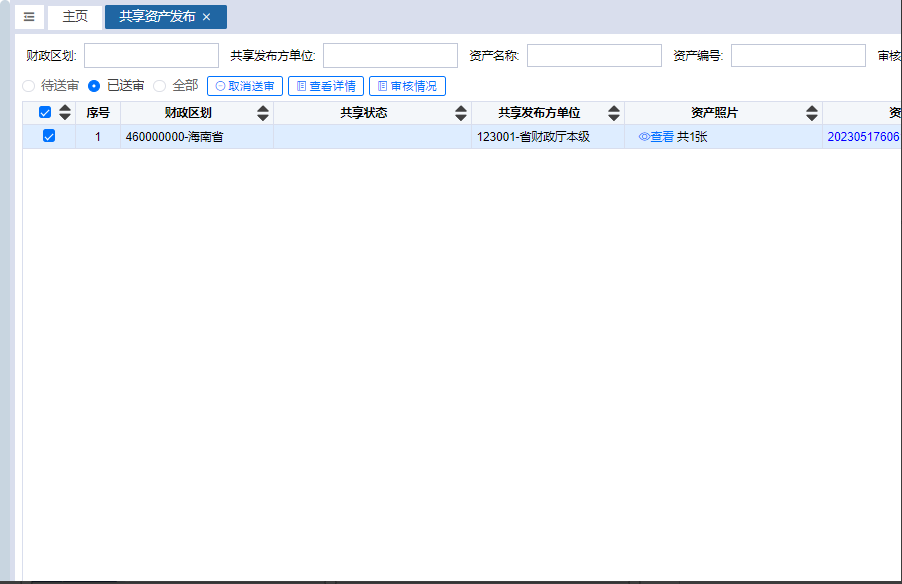 主页 共享资产发布
财政区划: 共享发布方单位: 资产名称: 资产编号: 审核
待送审 已送审 全部 取消送审 查看详情 审核情况
序号 财政区划 共享状态 共享发布方单位 资产照片 资
1 460000000-海南省 123001-省财政厅本级 查看 共1张 20230517606